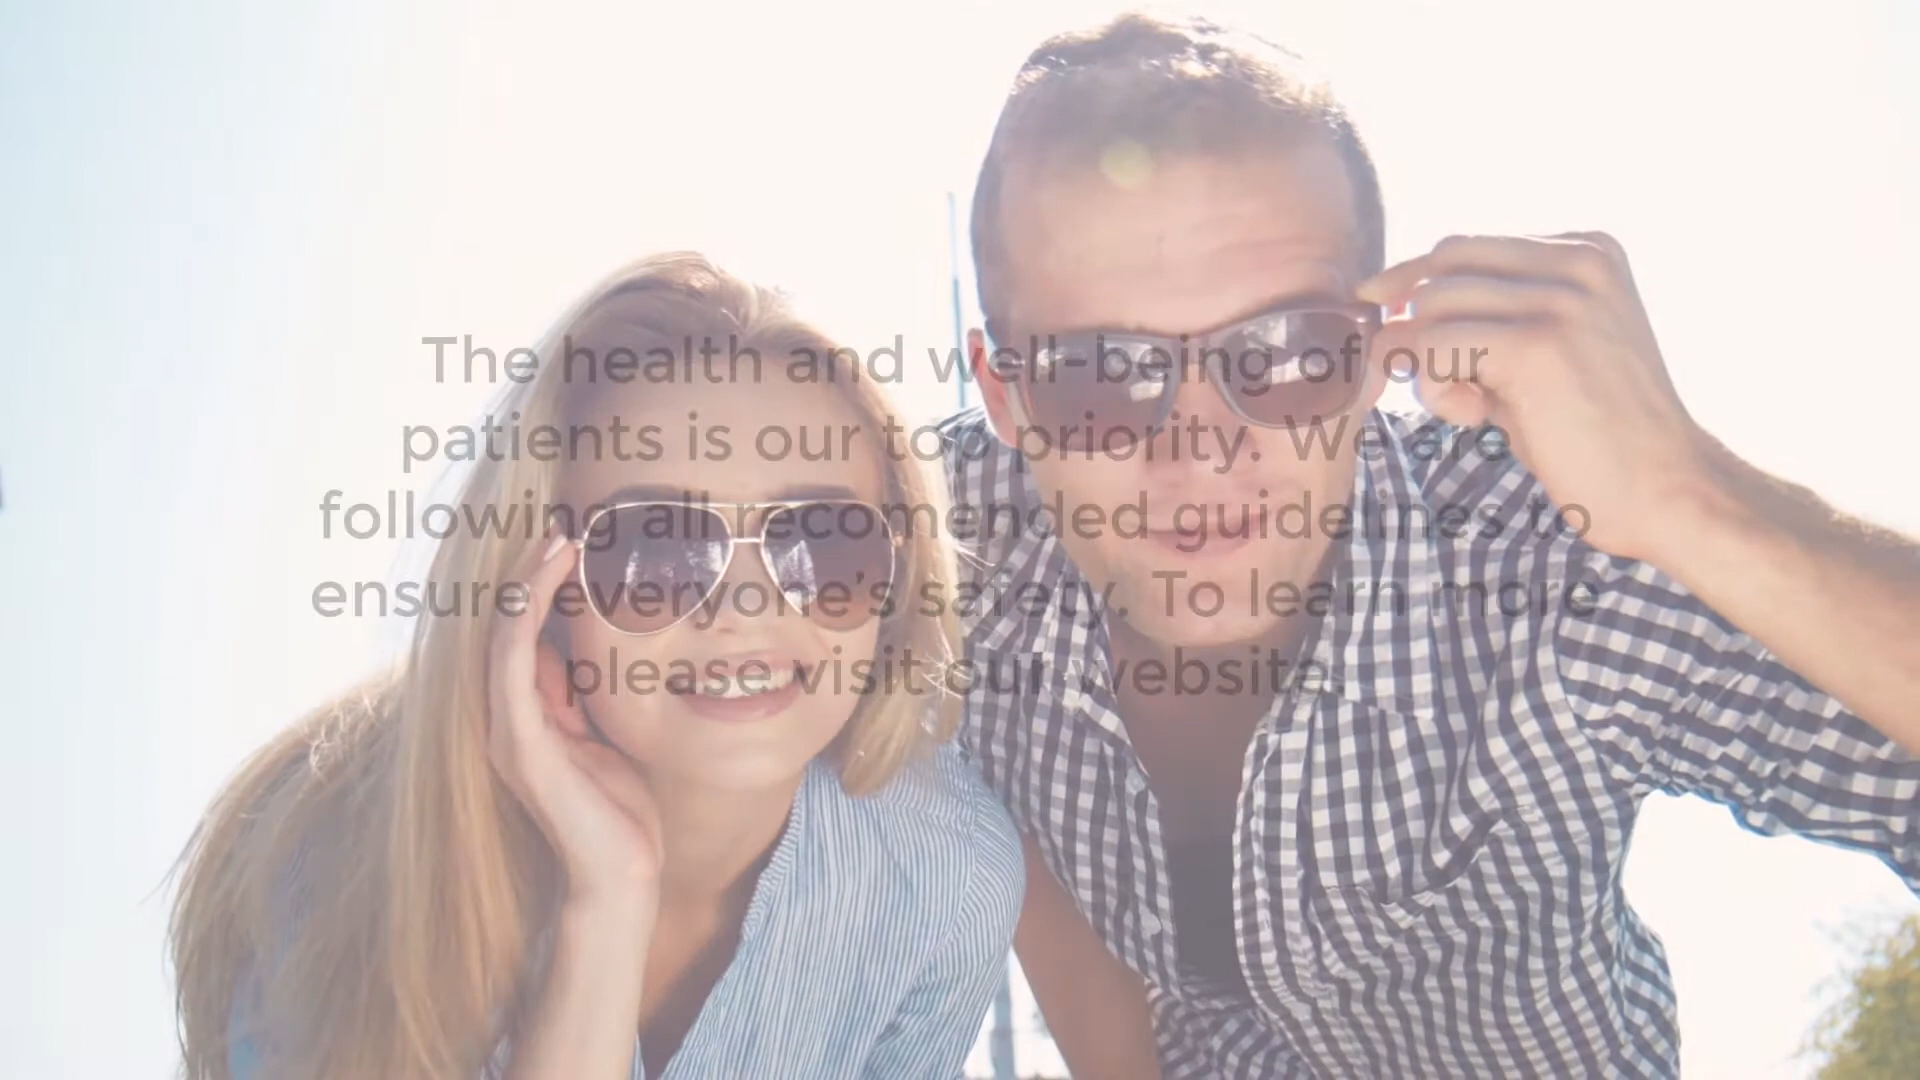 The health and well-being of our
patients is our top priority. We are
following all recomended guidelines to
ensure everyone's safety. To learn more
please visit our website.